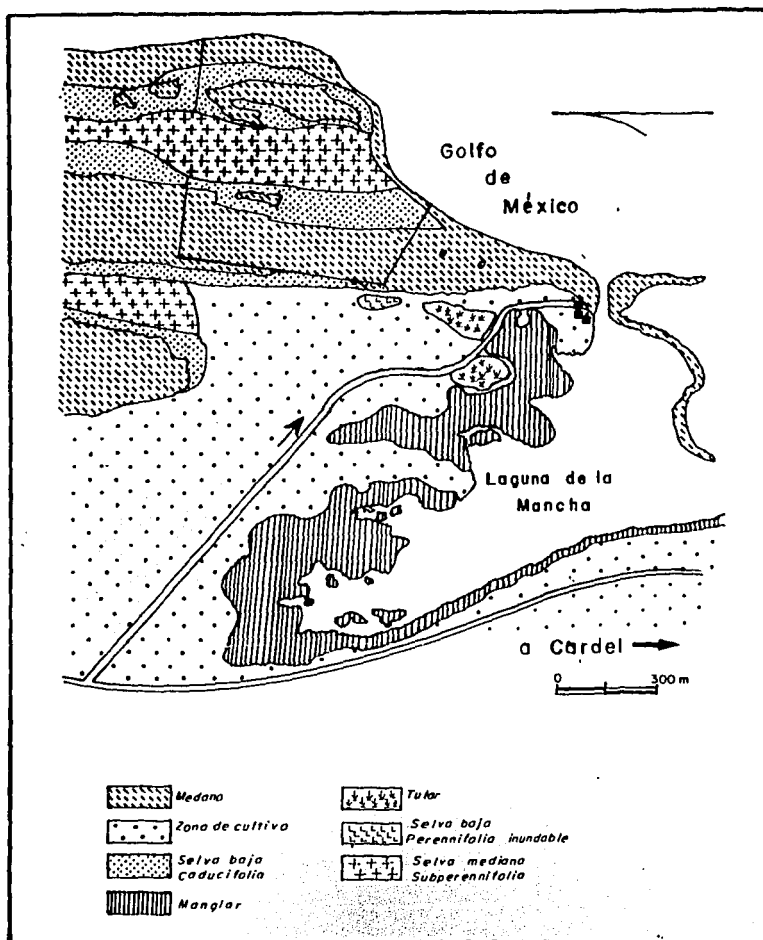 Golfo
de
México
Laguna de la
Mancha
a Cardel
0 300 m
Medano
Zona de cultivo
Selva baja
Caducifolia
Manglar
Tular
Selva baja
Perennifolia inundable
Selva mediana
Subperennifolia